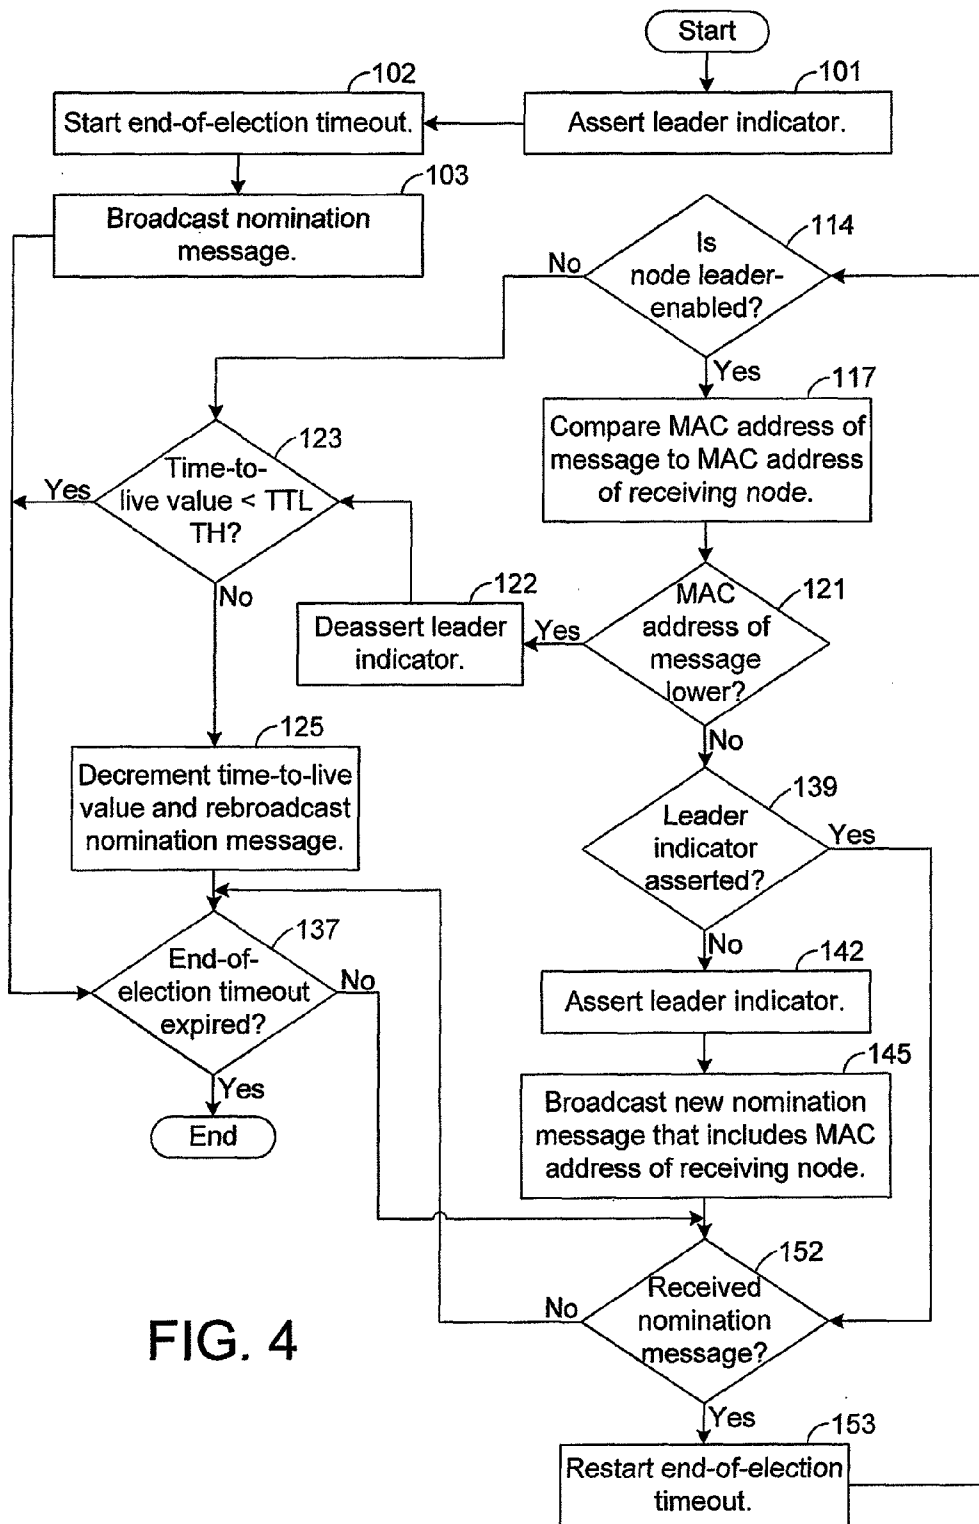 Start
102
101
Start end-of-election timeout.
Assert leader indicator.
103
Broadcast nomination
message.
114
Is
node leader-
enabled?
No
Yes
117
Compare MAC address of
message to MAC address
of receiving node.
123
Time-to-
live value < TTL
TH?
Yes
No
122
Deassert leader
indicator.
121
MAC
address of
message
lower?
Yes
No
125
Decrement time-to-live
value and rebroadcast
nomination message.
139
Leader
indicator
asserted?
Yes
No
137
End-of-
election timeout
expired?
No
Yes
End
142
Assert leader indicator.
145
Broadcast new nomination
message that includes MAC
address of receiving node.
152
Received
nomination
message?
No
Yes
153
Restart end-of-election
timeout.
FIG. 4